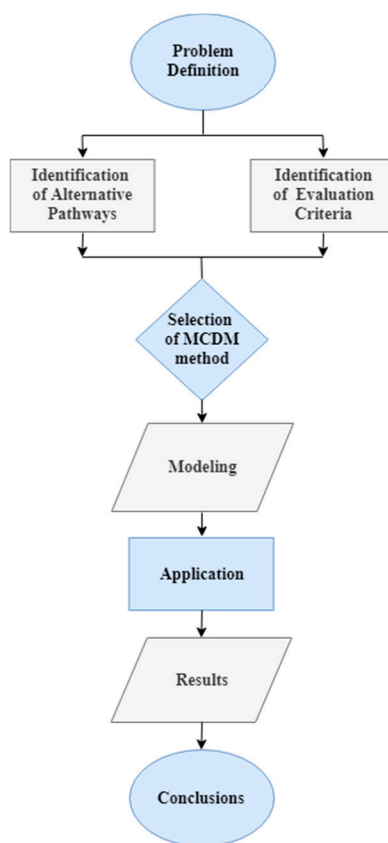 Problem
Definition
Identification
of Alternative
Pathways
Identification
of Evaluation
Criteria
Selection
of MCDM
method
Modeling
Application
Results
Conclusions